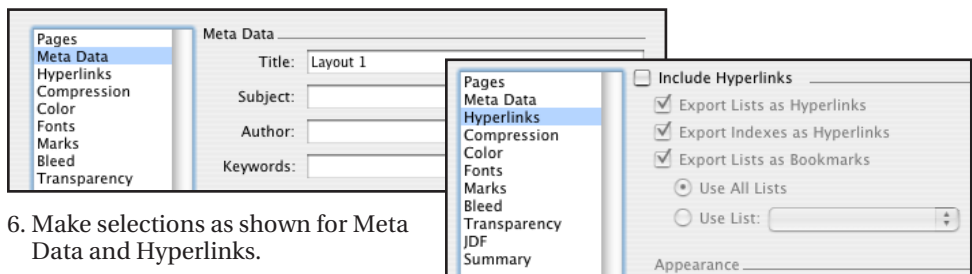 Meta Data
Pages
Meta Data
Hyperlinks
Compression
Color
Fonts
Marks
Bleed
Transparency
Title: Layout 1
Subject:
Author:
Keywords:
Include Hyperlinks
Pages
Meta Data
Hyperlinks
Compression
Color
Fonts
Marks
Bleed
Transparency
JDF
Summary
Export Lists as Hyperlinks
Export Indexes as Hyperlinks
Export Lists as Bookmarks
Use All Lists
Use List:
Appearance
6. Make selections as shown for Meta
Data and Hyperlinks.